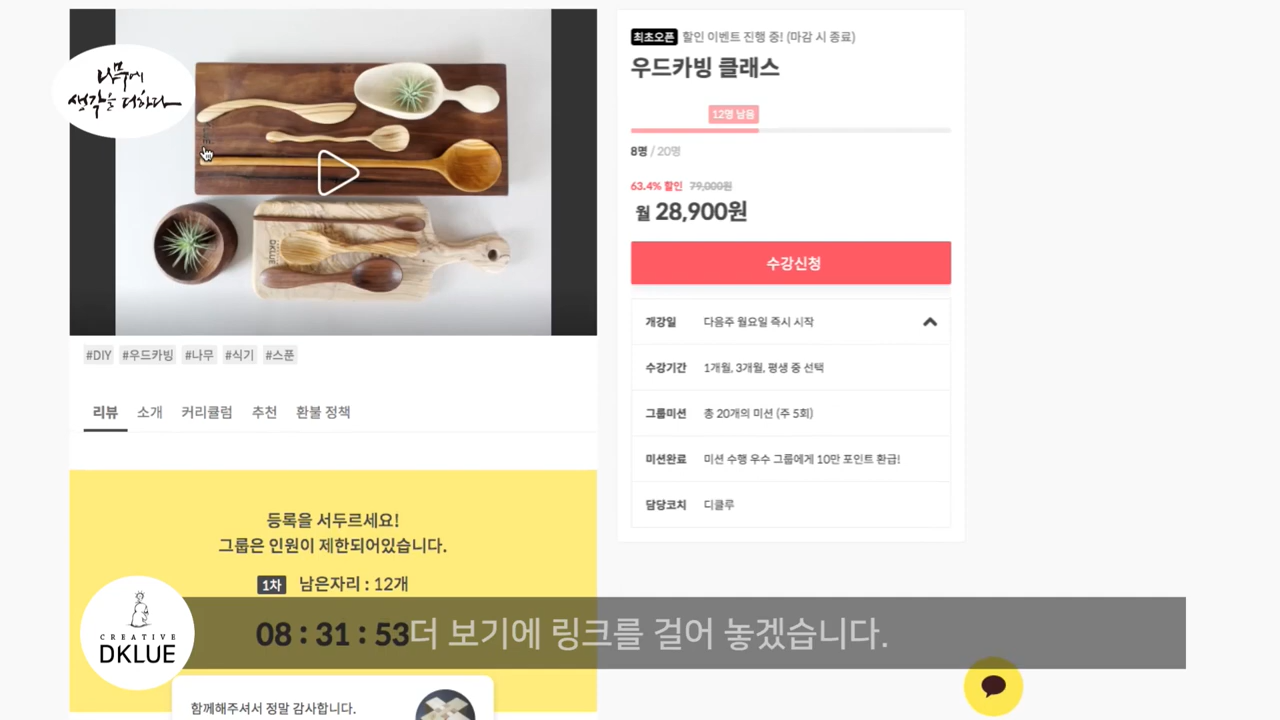 나무에
생각을 더하다
DKLUE
최초오픈 할인 이벤트 진행 중! (마감 시 종료)
우드카빙 클래스
12명 남음
8명 / 20명
63.4% 할인 79,000원
월 28,900원
수강신청
개강일 다음주 월요일 즉시 시작
수강기간 1개월, 3개월, 평생 중 선택
그룹미션 총 20개의 미션 (주 5회)
미션완료 미션 수행 우수 그룹에게 10만 포인트 환급!
담당코치 디클루
#DIY #우드카빙 #나무 #식기 #스푼
리뷰 소개 커리큘럼 추천 환불 정책
등록을 서두르세요!
그룹은 인원이 제한되어있습니다.
1차 남은자리 : 12개
08 : 31 : 53
더 보기에 링크를 걸어 놓겠습니다.
CREATIVE
DKLUE
함께해주셔서 정말 감사합니다.